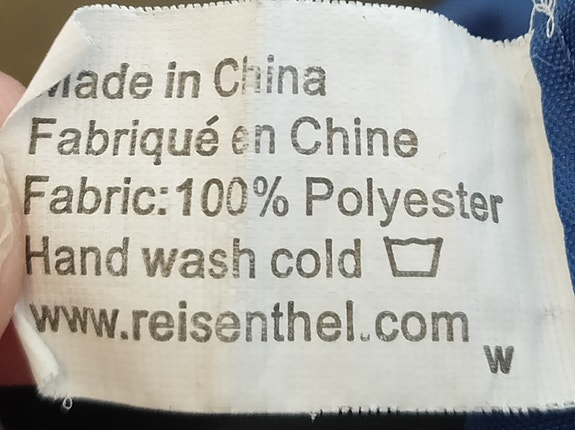 Made in China
Fabriqué en Chine
Fabric:100% Polyester
Hand wash cold
www.reisenthel.com
w